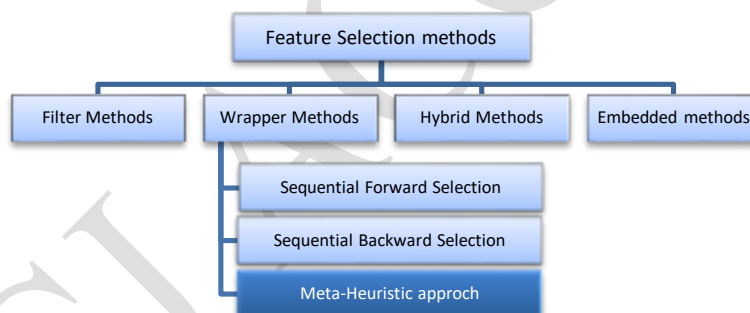 Feature Selection methods
Filter Methods
Wrapper Methods
Hybrid Methods
Embedded methods
Sequential Forward Selection
Sequential Backward Selection
Meta-Heuristic approch